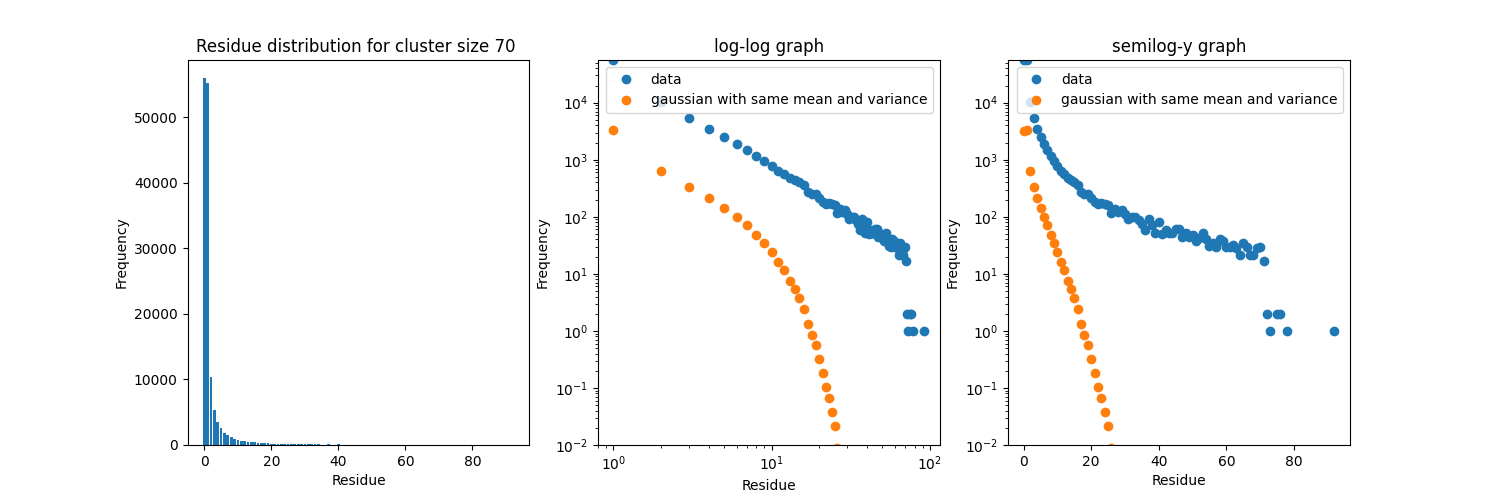 Residue distribution for cluster size 70
Frequency
50000
40000
30000
20000
10000
0
0 20 40 60 80
Residue
log-log graph
data
gaussian with same mean and variance
Frequency
10^4
10^3
10^2
10^1
10^0
10^-1
10^-2
10^0 10^1 10^2
Residue
semilog-y graph
data
gaussian with same mean and variance
Frequency
10^4
10^3
10^2
10^1
10^0
10^-1
10^-2
0 20 40 60 80
Residue